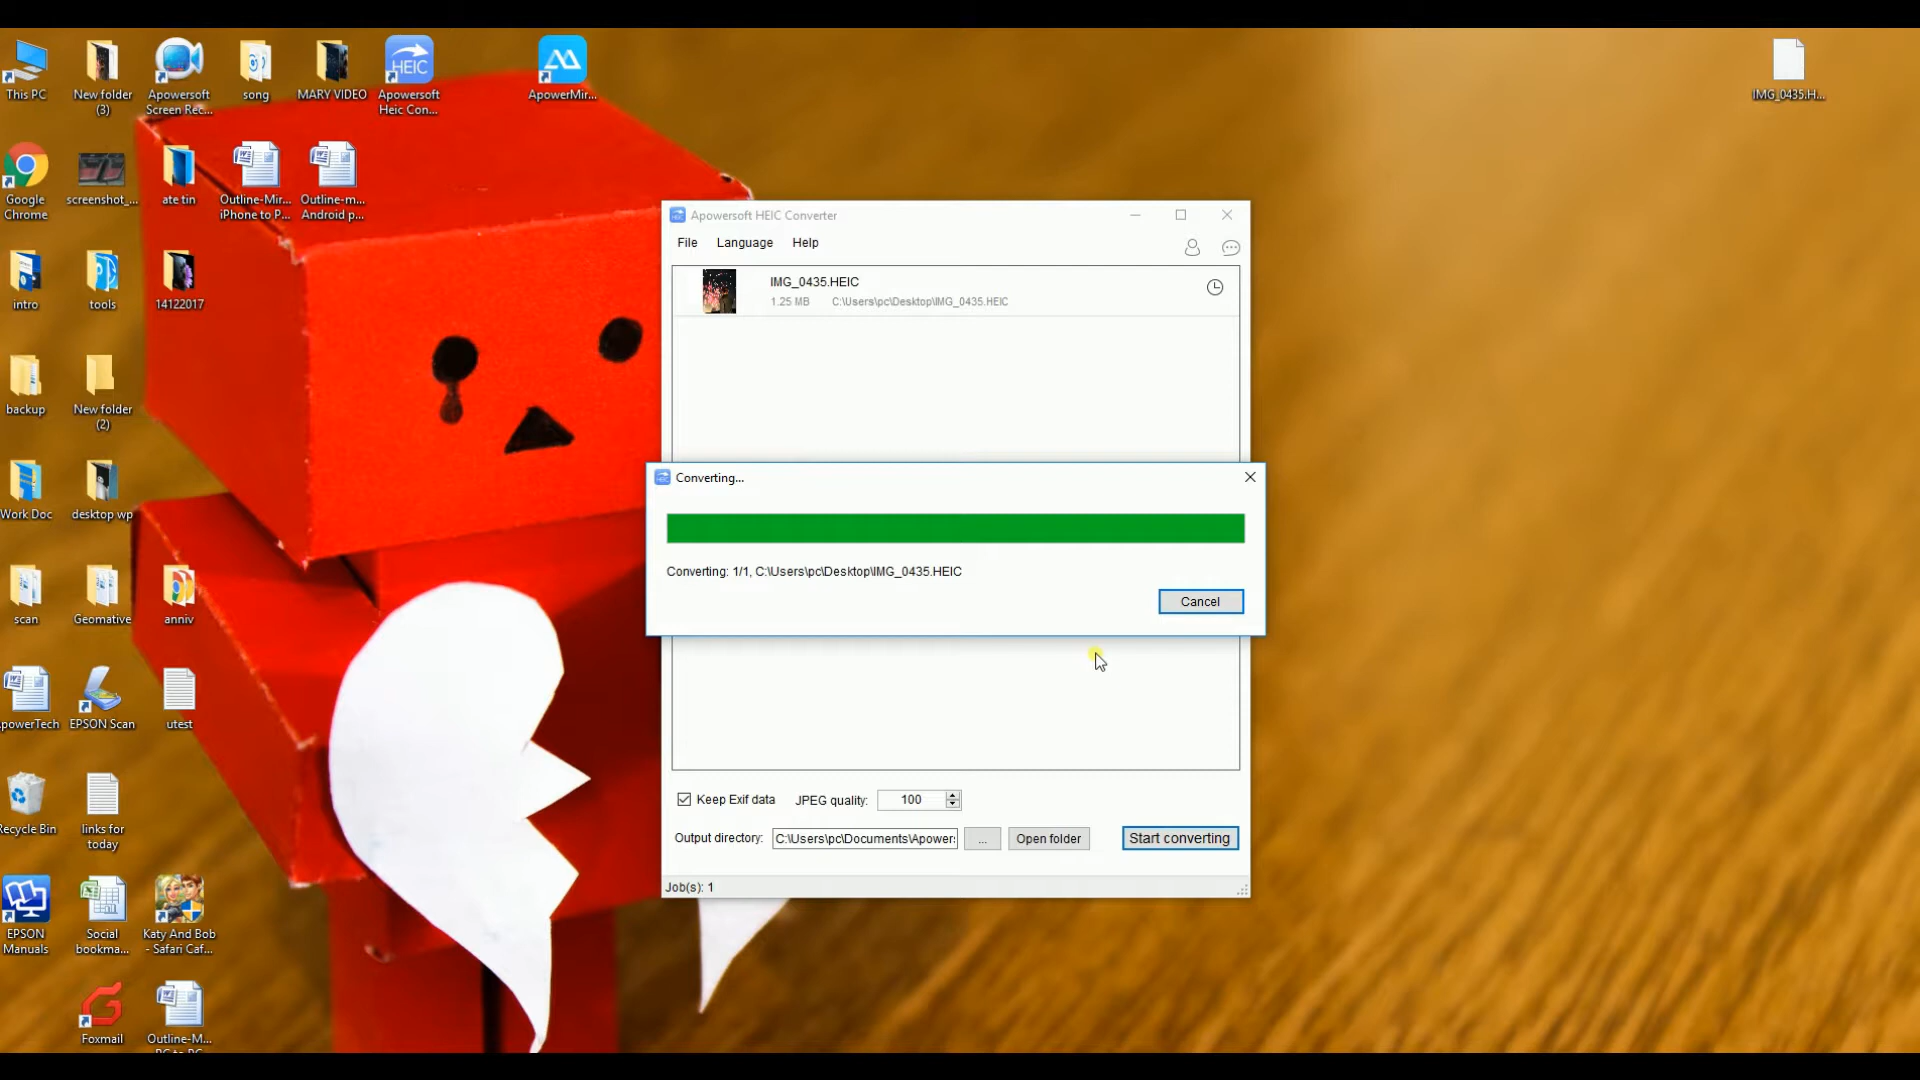 This PC
New folder
(3)
Apowersoft
Screen Rec...
song
MARY VIDEO
Apowersoft
Heic Con...
HEIC
ApowerMir...
IMG_0435.H...
Google
Chrome
screenshot_...
ate tin
Outline-Mir...
iPhone to P...
Outline-m...
Android p...
intro
tools
14122017
backup
New folder
(2)
Work Doc
desktop wp
scan
Geomative
anniv
powerTech
EPSON Scan
utest
Recycle Bin
links for
today
EPSON
Manuals
Social
bookma...
Katy And Bob
- Safari Caf...
Foxmail
Outline-M...
Apowersoft HEIC Converter
File Language Help
IMG_0435.HEIC
1.25 MB C:\Users\pc\Desktop\IMG_0435.HEIC
Converting...
Converting: 1/1, C:\Users\pc\Desktop\IMG_0435.HEIC
Cancel
Keep Exif data JPEG quality: 100
Output directory: C:\Users\pc\Documents\Apower: ... Open folder Start converting
Job(s): 1